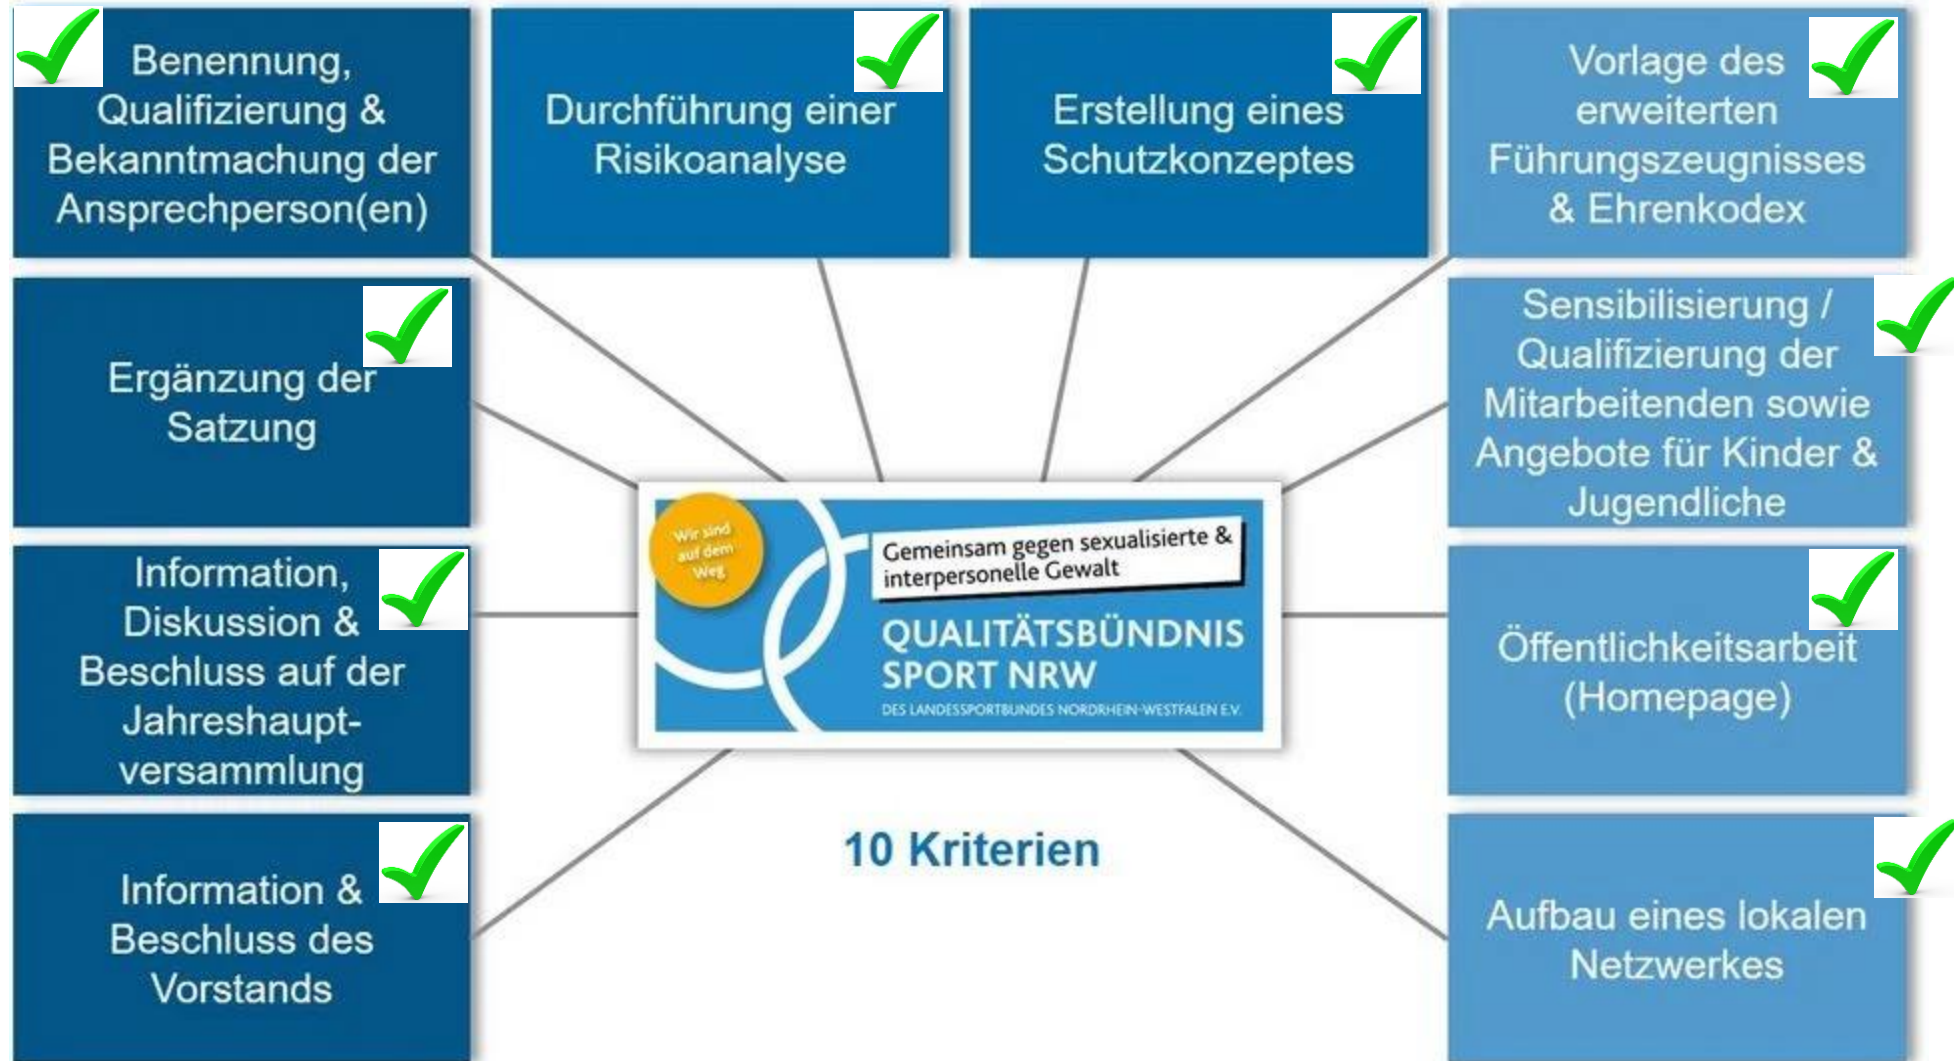 Benennung,
Qualifizierung &
Bekanntmachung der
Ansprechperson(en)
Durchführung einer
Risikoanalyse
Erstellung eines
Schutzkonzeptes
Vorlage des
erweiterten
Führungszeugnisses
& Ehrenkodex
Ergänzung der
Satzung
Sensibilisierung /
Qualifizierung der
Mitarbeitenden sowie
Angebote für Kinder &
Jugendliche
Information,
Diskussion &
Beschluss auf der
Jahreshaupt-
versammlung
Wir sind
auf dem
Weg
Gemeinsam gegen sexualisierte &
interpersonelle Gewalt
QUALITÄTSBÜNDNIS
SPORT NRW
DES LANDESSPORTBUNDES NORDRHEIN-WESTFALEN E.V.
Öffentlichkeitsarbeit
(Homepage)
Information &
Beschluss des
Vorstands
10 Kriterien
Aufbau eines lokalen
Netzwerkes